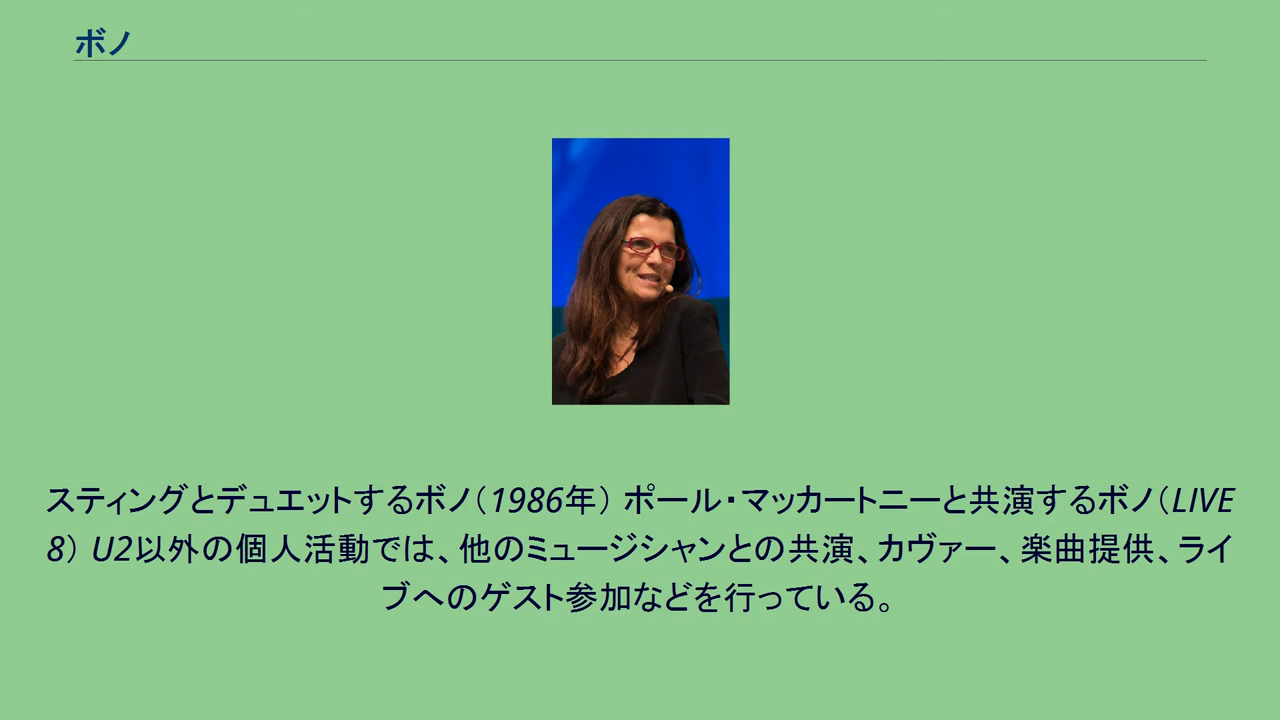 ボノ
スティングとデュエットするボノ（1986年） ポール・マッカートニーと共演するボノ（LIVE
8） U2以外の個人活動では、他のミュージシャンとの共演、カヴァー、楽曲提供、ライ
ブへのゲスト参加などを行っている。